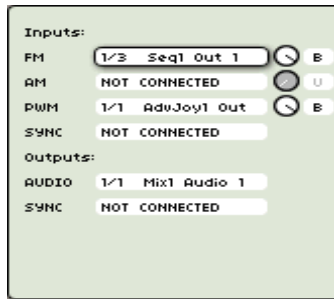 Inputs:
FM 1/3 Seq1 Out 1 B
AM NOT CONNECTED U
PWM 1/1 AdvJoy1 Out B
SYNC NOT CONNECTED
Outputs:
AUDIO 1/1 Mix1 Audio 1
SYNC NOT CONNECTED